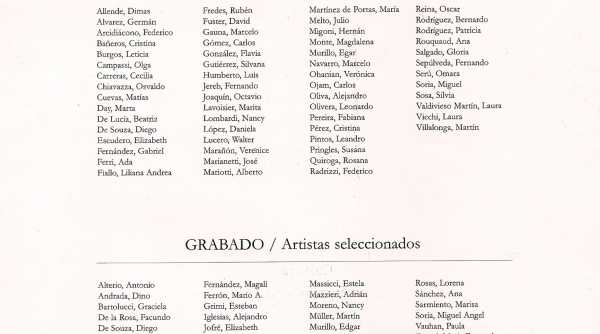 Allende, Dimas
Alvarez, Germán
Arcidiácono, Federico
Bañeros, Cristina
Burgos, Leticia
Campassi, Olga
Carreras, Cecilia
Chiavazza, Osvaldo
Cuevas, Matías
Day, Marta
De Lucía, Beatriz
De Souza, Diego
Escudero, Elizabeth
Fernández, Gabriel
Ferri, Ada
Fiallo, Liliana Andrea
Fredes, Rubén
Fuster, David
Gauna, Marcelo
Gómez, Carlos
González, Flavia
Gutiérrez, Silvana
Humberto, Luis
Jereb, Fernando
Joaquín, Octavio
Lavoisier, Marita
Lombardi, Nancy
López, Daniela
Lucero, Walter
Marañón, Verénice
Marianetti, José
Mariotti, Alberto
Martínez de Portas, María
Melto, Julio
Migoni, Hernán
Monte, Magdalena
Murillo, Egar
Navarro, Marcelo
Ohanian, Verónica
Ojam, Carlos
Oliva, Alejandro
Olivera, Leonardo
Pereira, Fabiana
Pérez, Cristina
Pintos, Leandro
Pringles, Susana
Quiroga, Rosana
Radrizzi, Federico
Reina, Oscar
Rodríguez, Bernardo
Rodríguez, Patricia
Rouquaud, Ana
Salgado, Gloria
Sepúlveda, Fernando
Serú, Omara
Soria, Miguel
Sosa, Silvia
Valdivieso Martín, Laura
Vicchi, Laura
Villalonga, Martín
GRABADO / Artistas seleccionados
Alterio, Antonio
Andrada, Dino
Bartolucci, Graciela
De la Rosa, Facundo
De Souza, Diego
Fernández, Magalí
Ferrón, Mario A.
Grimi, Esteban
Iglesias, Alejandro
Jofré, Elizabeth
Massicci, Estela
Mazzieri, Adrián
Moreno, Nancy
Müller, Martín
Murillo, Edgar
Rosas, Lorena
Sánchez, Ana
Sarmiento, Marisa
Soria, Miguel Angel
Vauhan, Paula